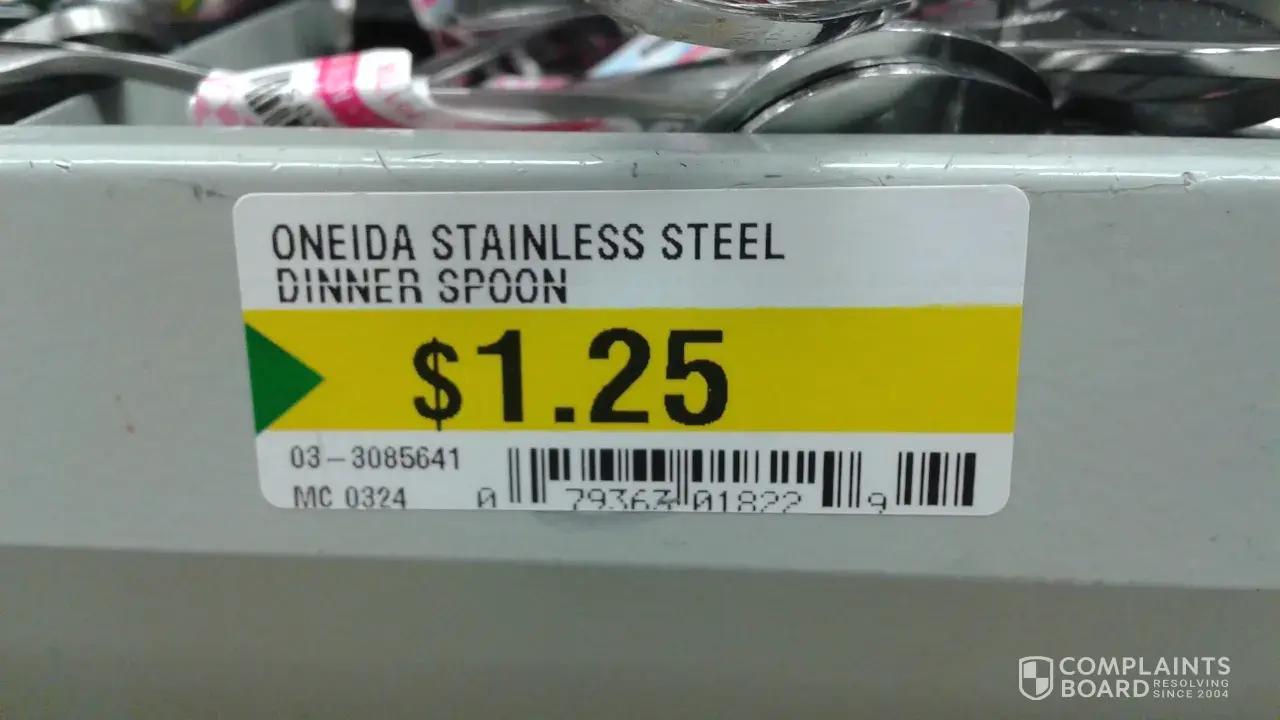 ONEIDA STAINLESS STEEL
DINNER SPOON
$1.25
03-3085641
MC 0324
0 79363 01822 9
COMPLAINTS
BOARD RESOLVING
SINCE 2004